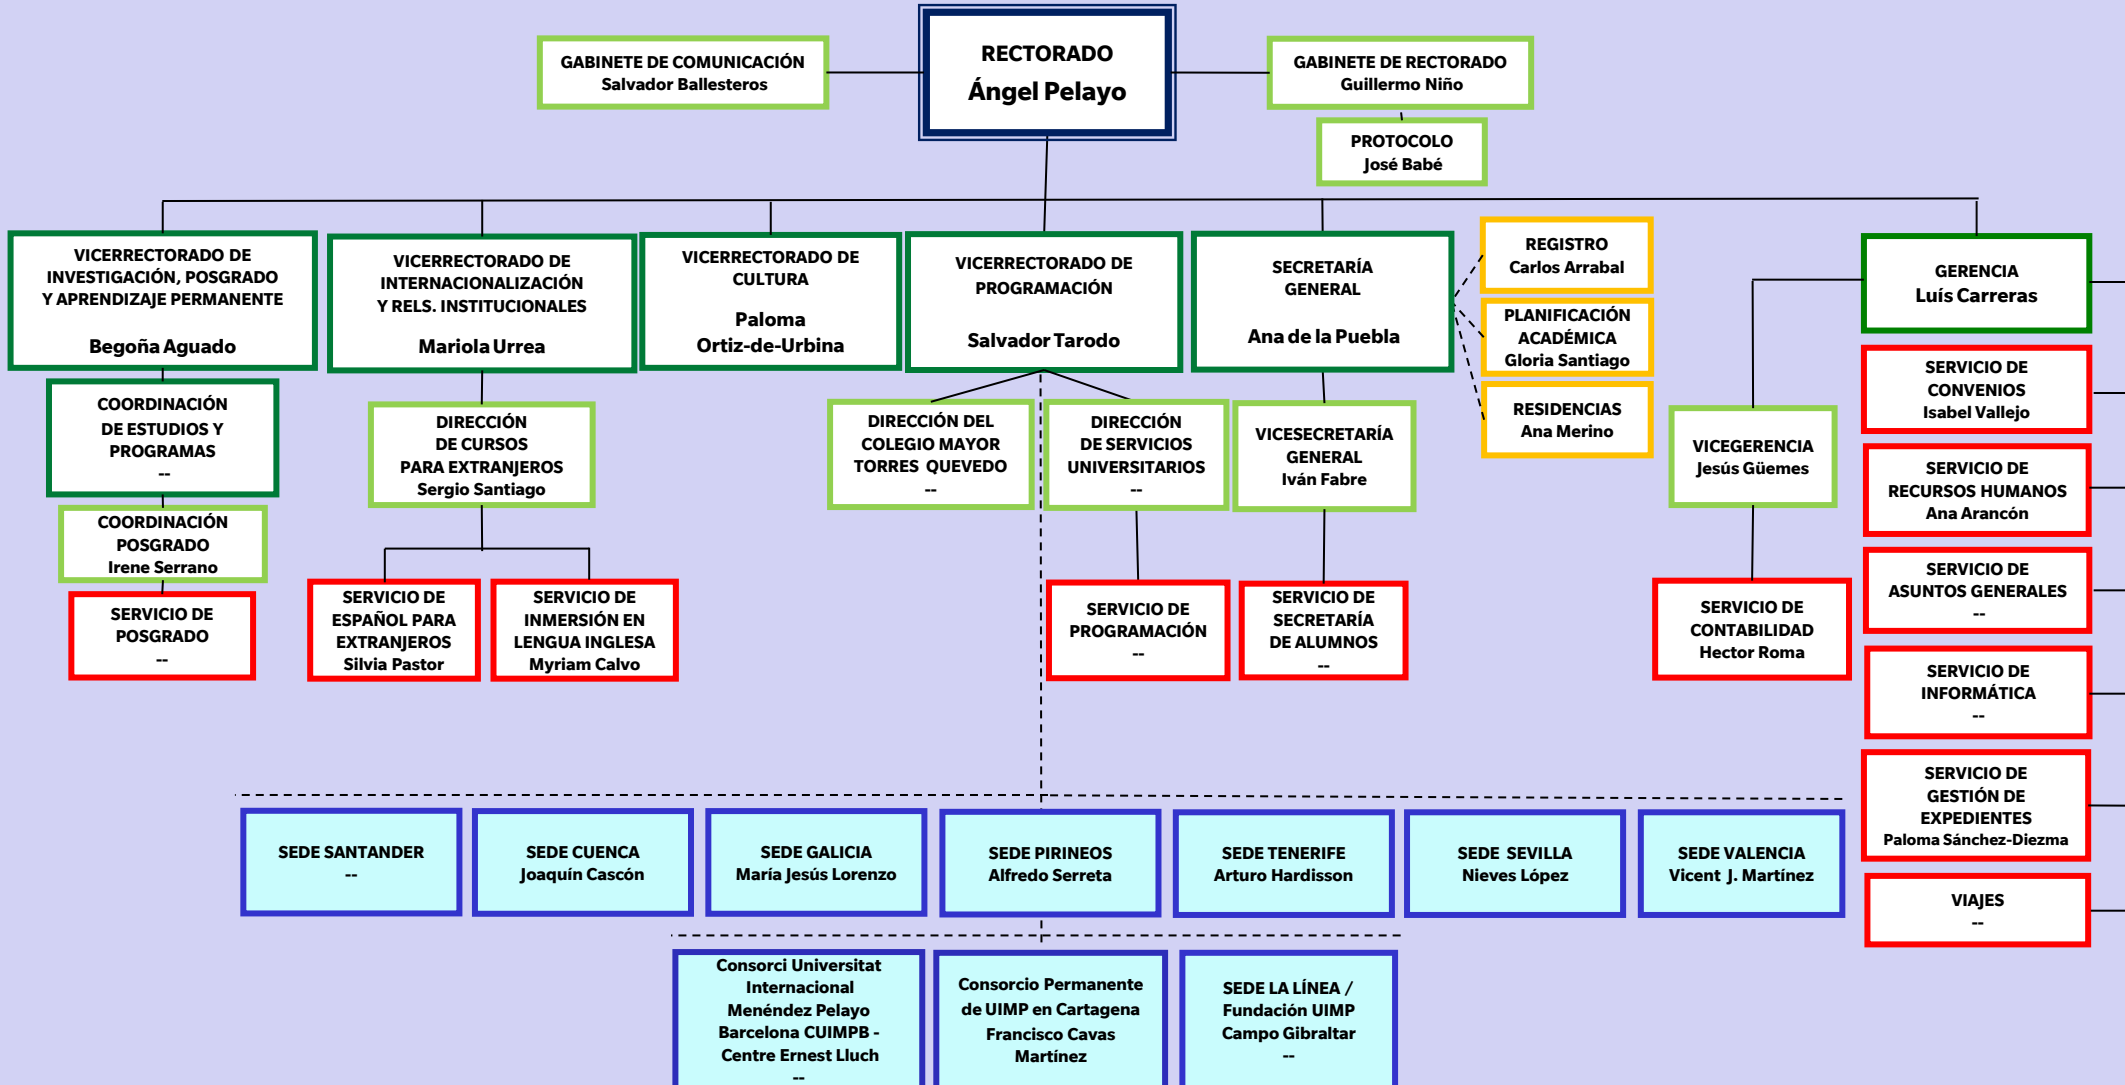 GABINETE DE COMUNICACIÓN
Salvador Ballesteros
RECTORADO
Ángel Pelayo
GABINETE DE RECTORADO
Guillermo Niño
PROTOCOLO
José Babé
VICERRECTORADO DE
INVESTIGACIÓN, POSGRADO
Y APRENDIZAJE PERMANENTE
Begoña Aguado
VICERRECTORADO DE
INTERNACIONALIZACIÓN
Y RELS. INSTITUCIONALES
Mariola Urrea
VICERRECTORADO DE
CULTURA
Paloma
Ortiz-de-Urbina
VICERRECTORADO DE
PROGRAMACIÓN
Salvador Tarodo
SECRETARÍA
GENERAL
Ana de la Puebla
REGISTRO
Carlos Arrabal
PLANIFICACIÓN
ACADÉMICA
Gloria Santiago
RESIDENCIAS
Ana Merino
GERENCIA
Luís Carreras
COORDINACIÓN
DE ESTUDIOS Y
PROGRAMAS
--
COORDINACIÓN
POSGRADO
Irene Serrano
SERVICIO DE
POSGRADO
--
DIRECCIÓN
DE CURSOS
PARA EXTRANJEROS
Sergio Santiago
SERVICIO DE
ESPAÑOL PARA
EXTRANJEROS
Silvia Pastor
SERVICIO DE
INMERSIÓN EN
LENGUA INGLESA
Myriam Calvo
DIRECCIÓN DEL
COLEGIO MAYOR
TORRES QUEVEDO
--
DIRECCIÓN
DE SERVICIOS
UNIVERSITARIOS
--
SERVICIO DE
PROGRAMACIÓN
--
VICESECRETARÍA
GENERAL
Iván Fabre
SERVICIO DE
SECRETARÍA
DE ALUMNOS
--
VICEGERENCIA
Jesús Güemes
SERVICIO DE
CONTABILIDAD
Hector Roma
SERVICIO DE
CONVENIOS
Isabel Vallejo
SERVICIO DE
RECURSOS HUMANOS
Ana Arancón
SERVICIO DE
ASUNTOS GENERALES
--
SERVICIO DE
INFORMÁTICA
--
SERVICIO DE
GESTIÓN DE
EXPEDIENTES
Paloma Sánchez-Diezma
VIAJES
--
SEDE SANTANDER
--
SEDE CUENCA
Joaquín Cascón
SEDE GALICIA
María Jesús Lorenzo
SEDE PIRINEOS
Alfredo Serreta
SEDE TENERIFE
Arturo Hardisson
SEDE SEVILLA
Nieves López
SEDE VALENCIA
Vicent J. Martínez
Consorci Universitat
Internacional
Menéndez Pelayo
Barcelona CUIMPB -
Centre Ernest Lluch
--
Consorcio Permanente
de UIMP en Cartagena
Francisco Cavas
Martínez
SEDE LA LÍNEA /
Fundación UIMP
Campo Gibraltar
--